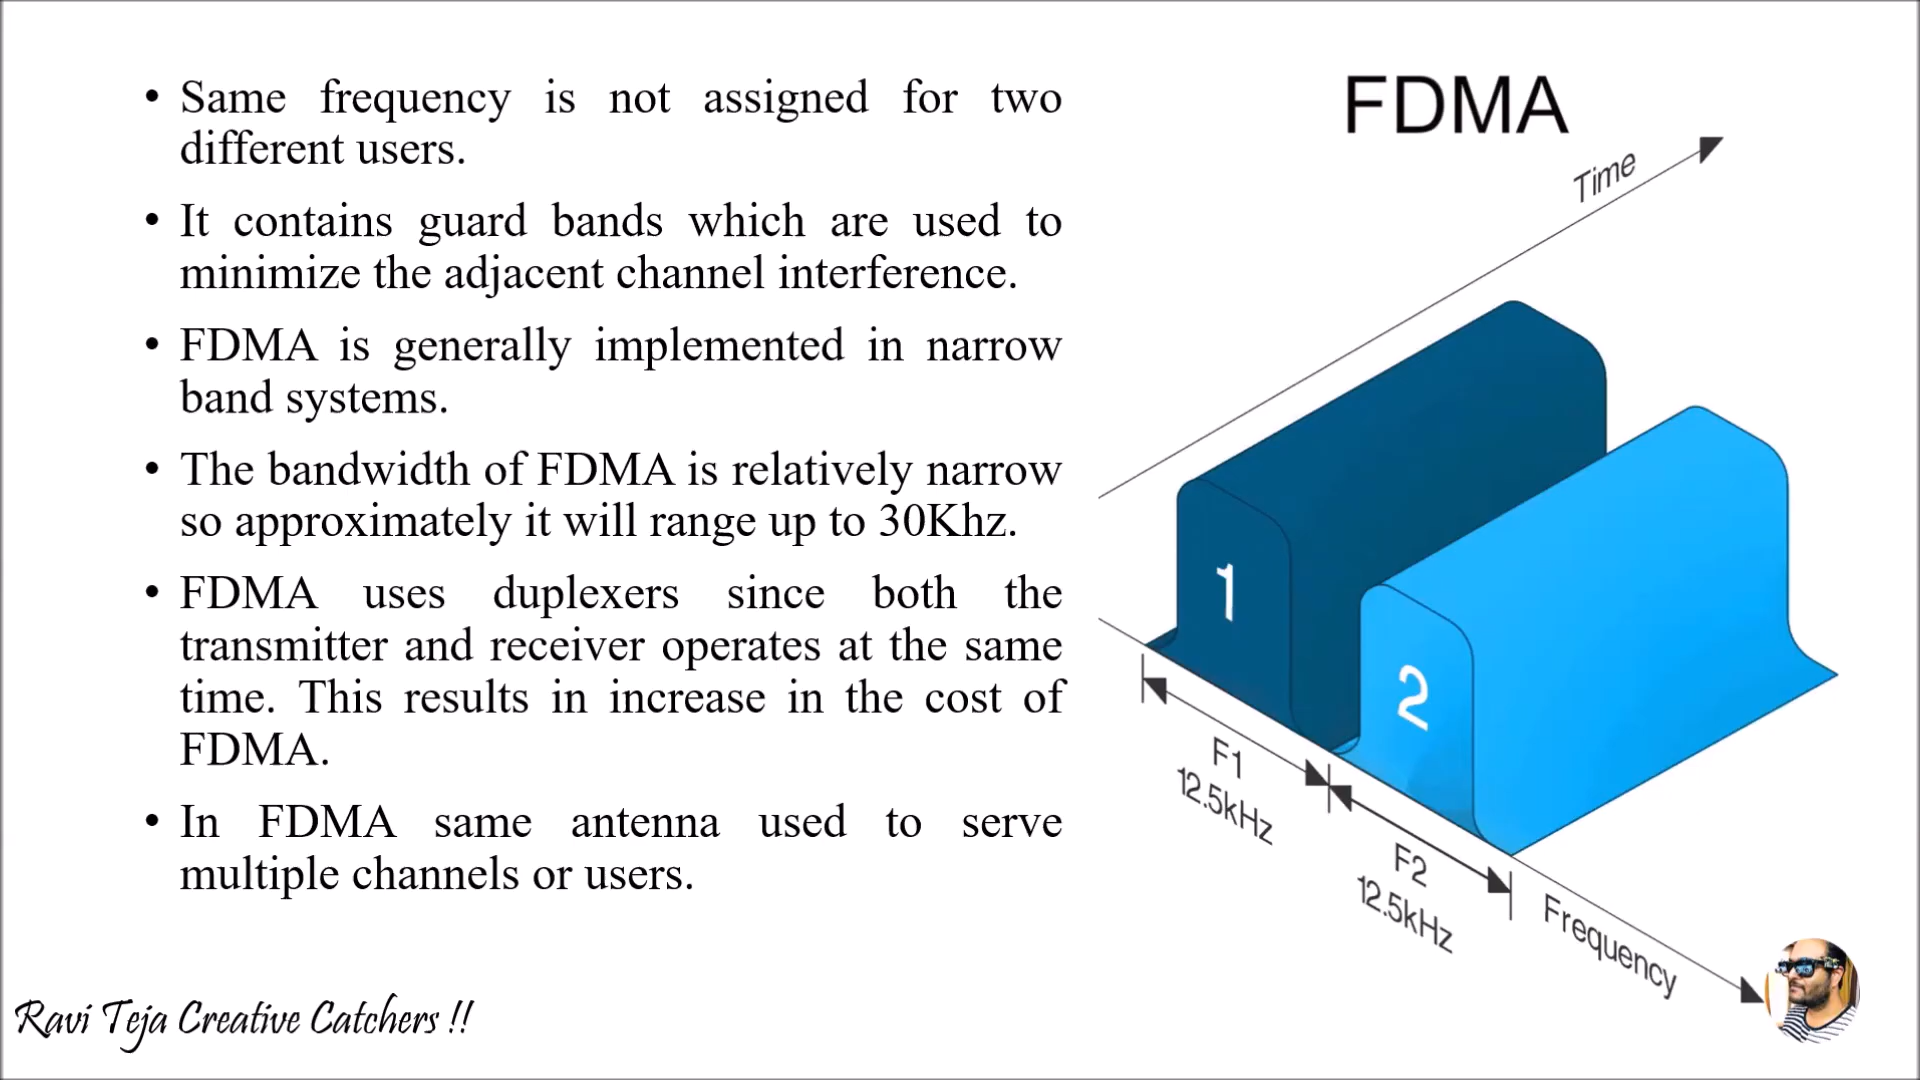 • Same frequency is not assigned for two
different users.
• It contains guard bands which are used to
minimize the adjacent channel interference.
• FDMA is generally implemented in narrow
band systems.
• The bandwidth of FDMA is relatively narrow
so approximately it will range up to 30Khz.
• FDMA uses duplexers since both the
transmitter and receiver operates at the same
time. This results in increase in the cost of
FDMA.
• In FDMA same antenna used to serve
multiple channels or users.
FDMA
Time
1
2
F1
12.5kHz
F2
12.5kHz
Frequency
Ravi Teja Creative Catchers !!